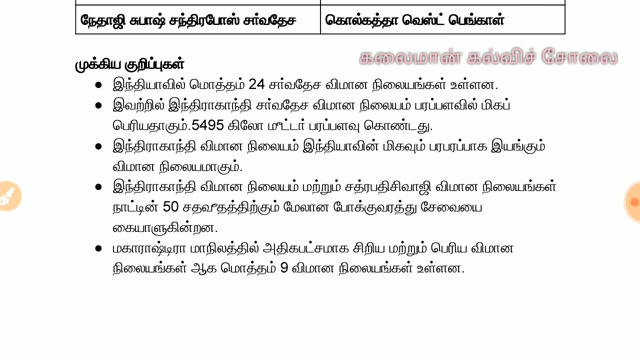 நேதாஜி சுபாஷ் சந்திரபோஸ் சர்வதேச கொல்கத்தா வெஸ்ட் பெங்கால்
கலைமான் கல்விச் சோலை
முக்கிய குறிப்புகள்
● இந்தியாவில் மொத்தம் 24 சர்வதேச விமான நிலையங்கள் உள்ளன.
● இவற்றில் இந்திராகாந்தி சர்வதேச விமான நிலையம் பரப்பளவில் மிகப்
பெரியதாகும்.5495 கிலோ மூட்டர் பரப்பளவு கொண்டது.
● இந்திராகாந்தி விமான நிலையம் இந்தியாவின் மிகவும் பரபரப்பாக இயங்கும்
விமான நிலையமாகும்.
● இந்திராகாந்தி விமான நிலையம் மற்றும் சத்ரபதிசிவாஜி விமான நிலையங்கள்
நாட்டின் 50 சதவீதத்திற்கும் மேலான போக்குவரத்து சேவையை
கையாளுகின்றன.
● மகாராஷ்டிரா மாநிலத்தில் அதிகபட்சமாக சிறிய மற்றும் பெரிய விமான
நிலையங்கள் ஆக மொத்தம் 9 விமான நிலையங்கள் உள்ளன.